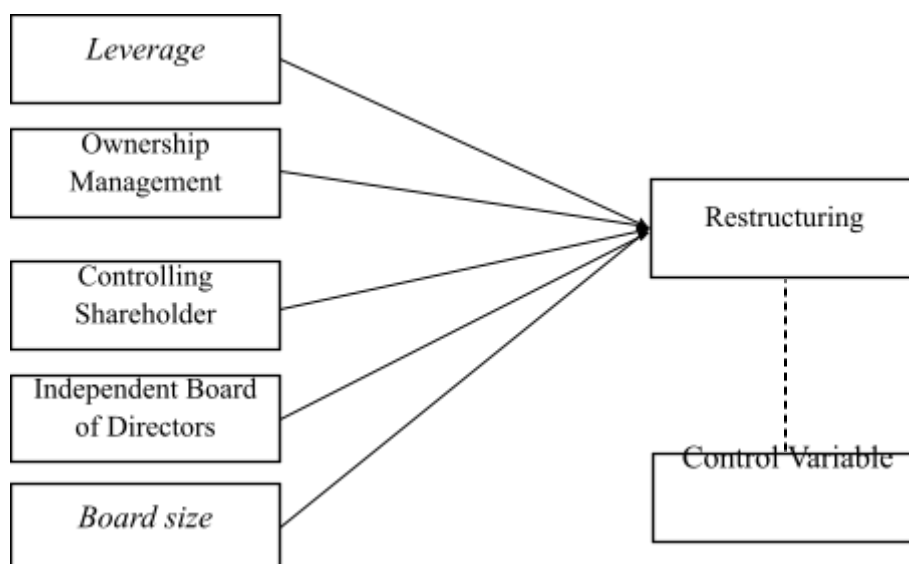 Leverage
Ownership
Management
Controlling
Shareholder
Independent Board
of Directors
Board size
Restructuring
Control Variable